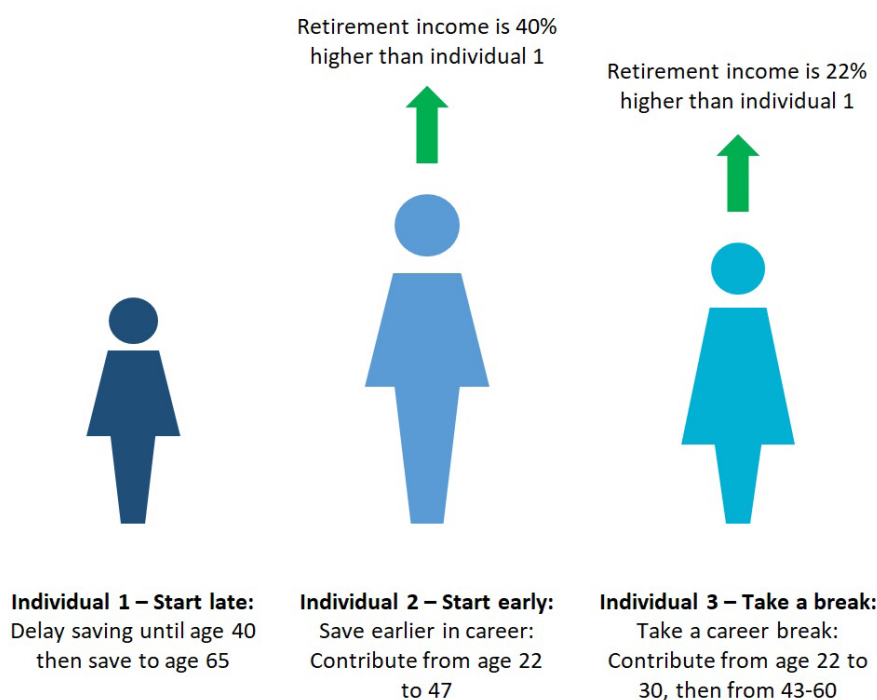 Retirement income is 40%
higher than individual 1
Retirement income is 22%
higher than individual 1
Individual 1 – Start late:
Delay saving until age 40
then save to age 65
Individual 2 – Start early:
Save earlier in career:
Contribute from age 22
to 47
Individual 3 – Take a break:
Take a career break:
Contribute from age 22 to
30, then from 43-60